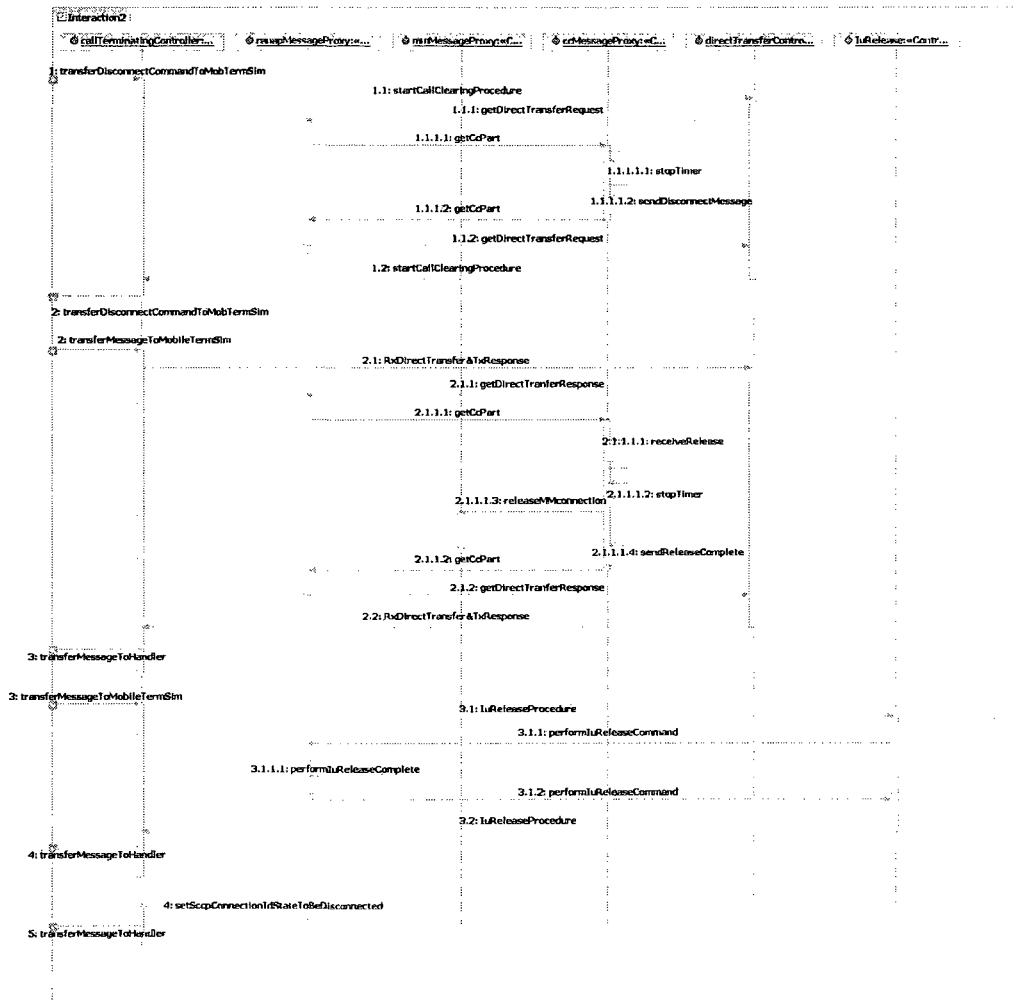 Interaction2
callTerminatingController:...
ranapMessageProxy:«...
mmMessageProxy:«C...
ccMessageProxy:«C...
directTransferContro...
IuRelease:«Contr...
1: transferDisconnectCommandToMobTermSim
1.1: startCallClearingProcedure
1.1.1: getDirectTransferRequest
1.1.1.1: getCcPart
1.1.1.1.1: stopTimer
1.1.1.1.2: sendDisconnectMessage
1.1.1.2: getCcPart
1.1.2: getDirectTransferRequest
1.2: startCallClearingProcedure
2: transferDisconnectCommandToMobTermSim
2: transferMessageToMobileTermSim
2.1: RxDirectTransfer&TxResponse
2.1.1: getDirectTranferResponse
2.1.1.1: getCcPart
2.1.1.1.1: receiveRelease
2.1.1.1.2: stopTimer
2.1.1.1.3: releaseMMconnection
2.1.1.1.4: sendReleaseComplete
2.1.1.2: getCcPart
2.1.2: getDirectTranferResponse
2.2: RxDirectTransfer&TxResponse
3: transferMessageToHandler
3: transferMessageToMobileTermSim
3.1: IuReleaseProcedure
3.1.1: performIuReleaseCommand
3.1.1.1: performIuReleaseComplete
3.1.2: performIuReleaseCommand
3.2: IuReleaseProcedure
4: transferMessageToHandler
4: setSccpConnectionIdStateToBeDisconnected
5: transferMessageToHandler